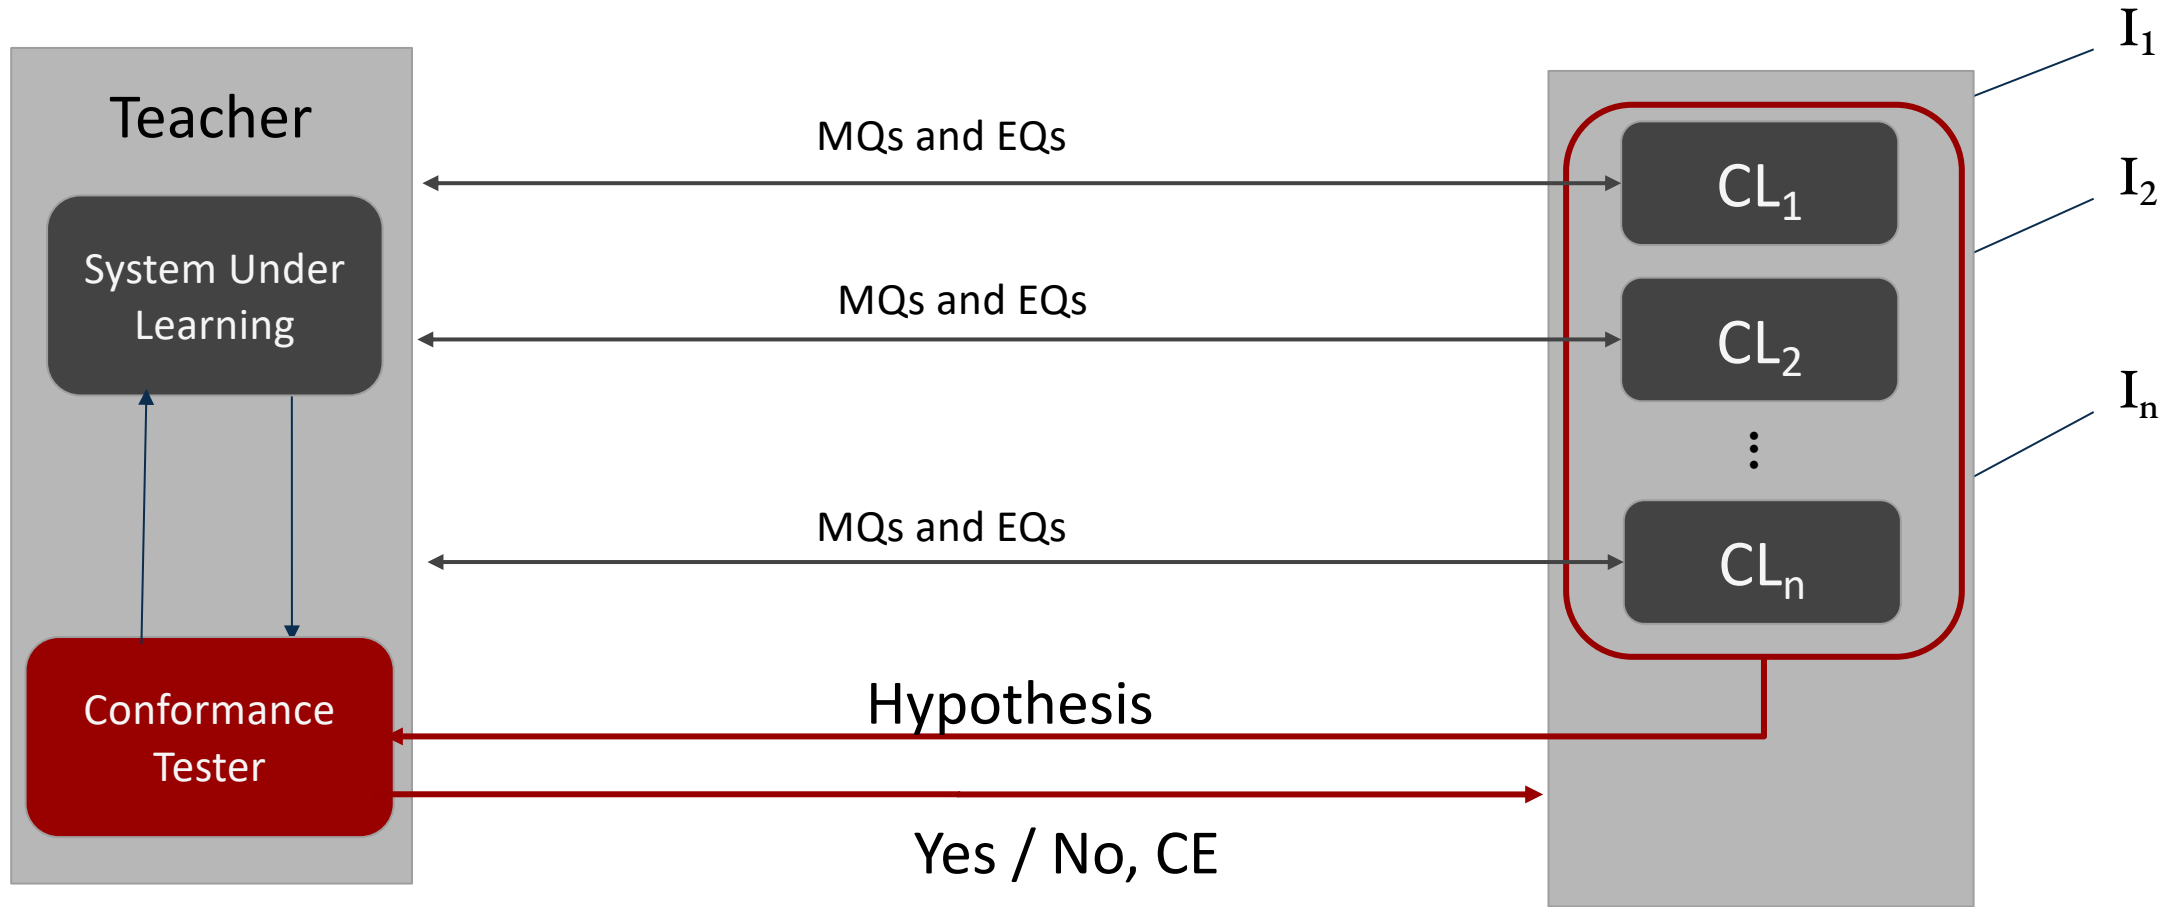 Teacher
System Under
Learning
Conformance
Tester
MQs and EQs
MQs and EQs
MQs and EQs
Hypothesis
Yes / No, CE
CL₁
CL₂
⋮
CLₙ
I₁
I₂
Iₙ